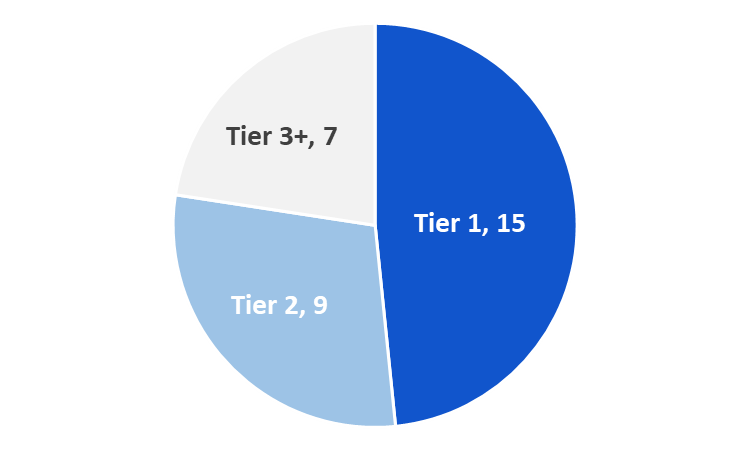 Tier 3+, 7
Tier 1, 15
Tier 2, 9